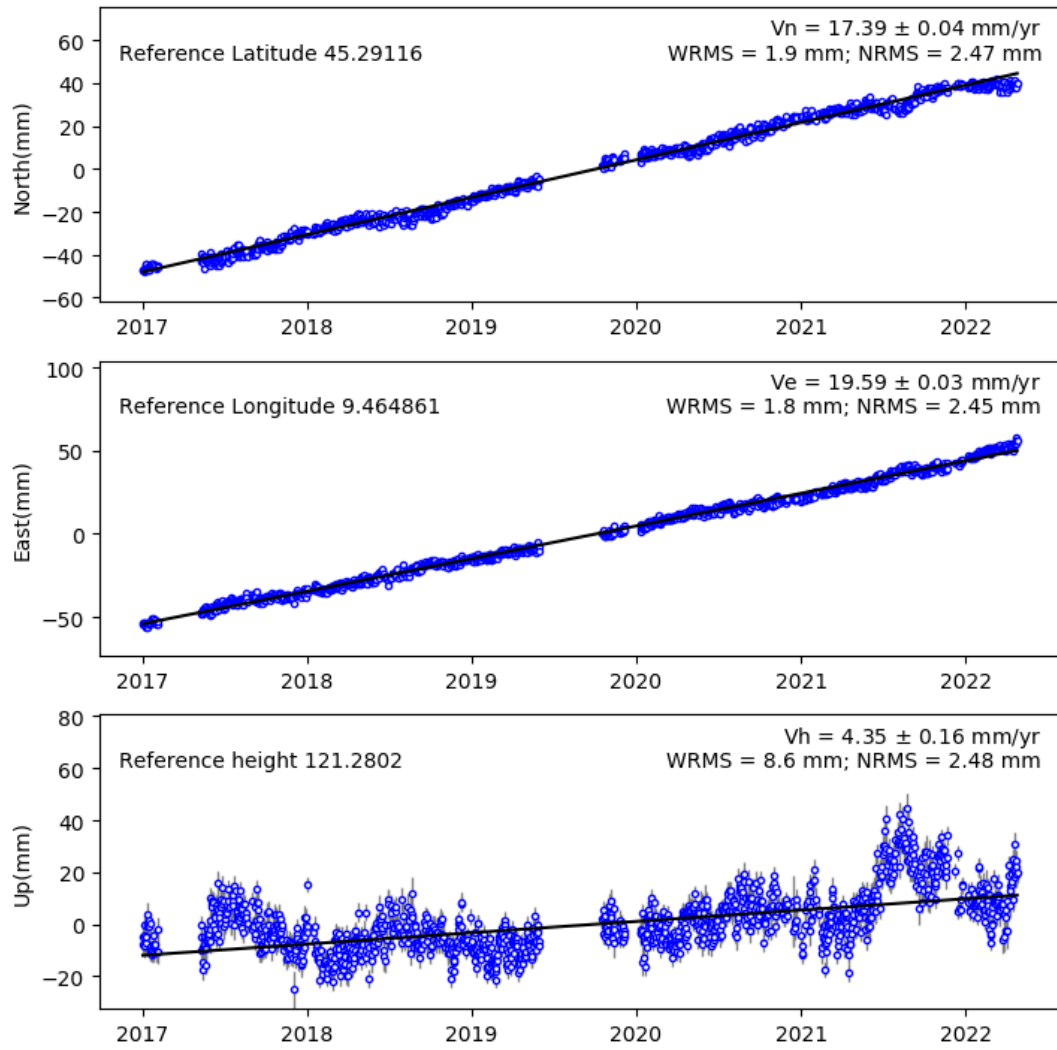 Vn = 17.39 ± 0.04 mm/yr
Reference Latitude 45.29116
WRMS = 1.9 mm; NRMS = 2.47 mm
North(mm)
60
40
20
0
−20
−40
−60
2017 2018 2019 2020 2021 2022
Ve = 19.59 ± 0.03 mm/yr
Reference Longitude 9.464861
WRMS = 1.8 mm; NRMS = 2.45 mm
East(mm)
100
50
0
−50
2017 2018 2019 2020 2021 2022
Vh = 4.35 ± 0.16 mm/yr
Reference height 121.2802
WRMS = 8.6 mm; NRMS = 2.48 mm
Up(mm)
80
60
40
20
0
−20
2017 2018 2019 2020 2021 2022